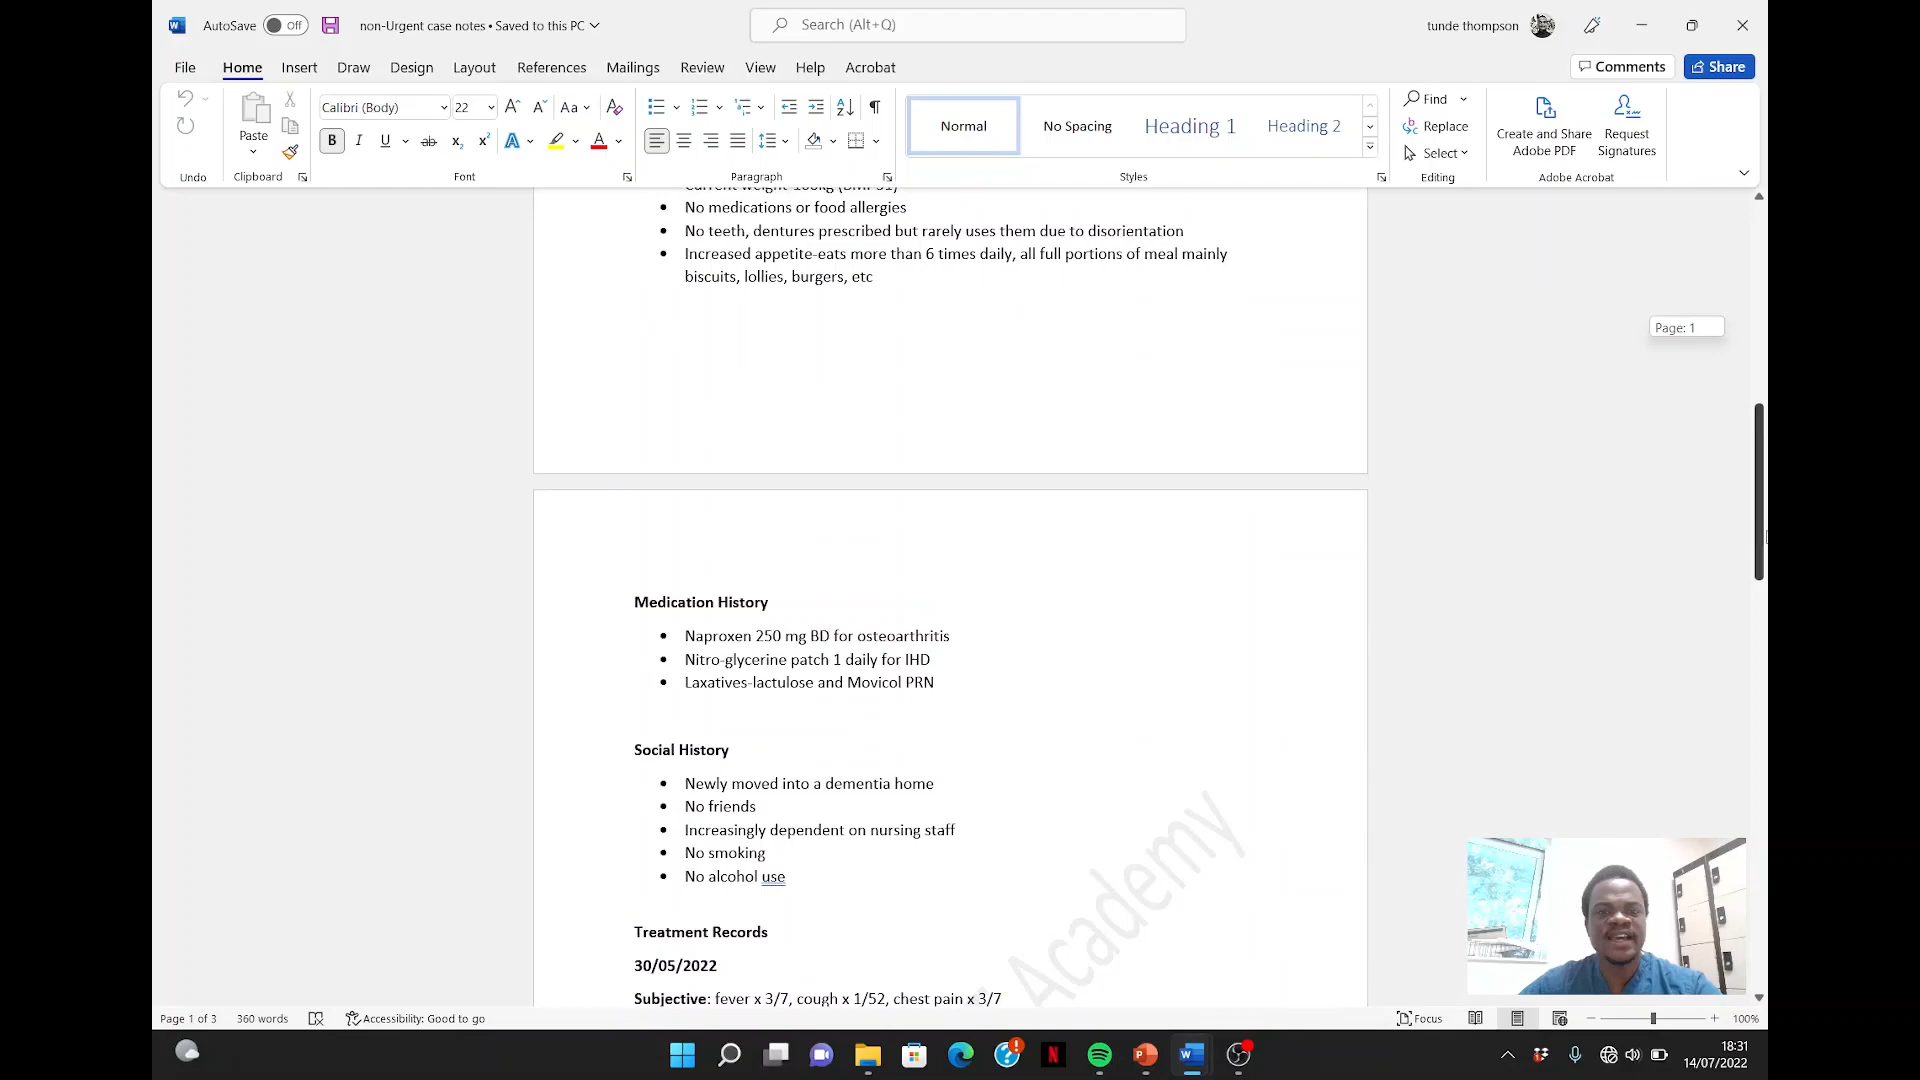 AutoSave Off non-Urgent case notes • Saved to this PC Search (Alt+Q) tunde thompson
File Home Insert Draw Design Layout References Mailings Review View Help Acrobat Comments Share
Paste Calibri (Body) 22 Aa Normal No Spacing Heading 1 Heading 2 Find Replace Select Create and Share Adobe PDF Request Signatures
Undo Clipboard Font Paragraph Styles Editing Adobe Acrobat
No medications or food allergies
No teeth, dentures prescribed but rarely uses them due to disorientation
Increased appetite-eats more than 6 times daily, all full portions of meal mainly
biscuits, lollies, burgers, etc
Page: 1
Medication History
Naproxen 250 mg BD for osteoarthritis
Nitro-glycerine patch 1 daily for IHD
Laxatives-lactulose and Movicol PRN
Social History
Newly moved into a dementia home
No friends
Increasingly dependent on nursing staff
No smoking
No alcohol use
Academy
Treatment Records
30/05/2022
Subjective: fever x 3/7, cough x 1/52, chest pain x 3/7
Page 1 of 3 360 words Accessibility: Good to go Focus 100%
18:31
14/07/2022